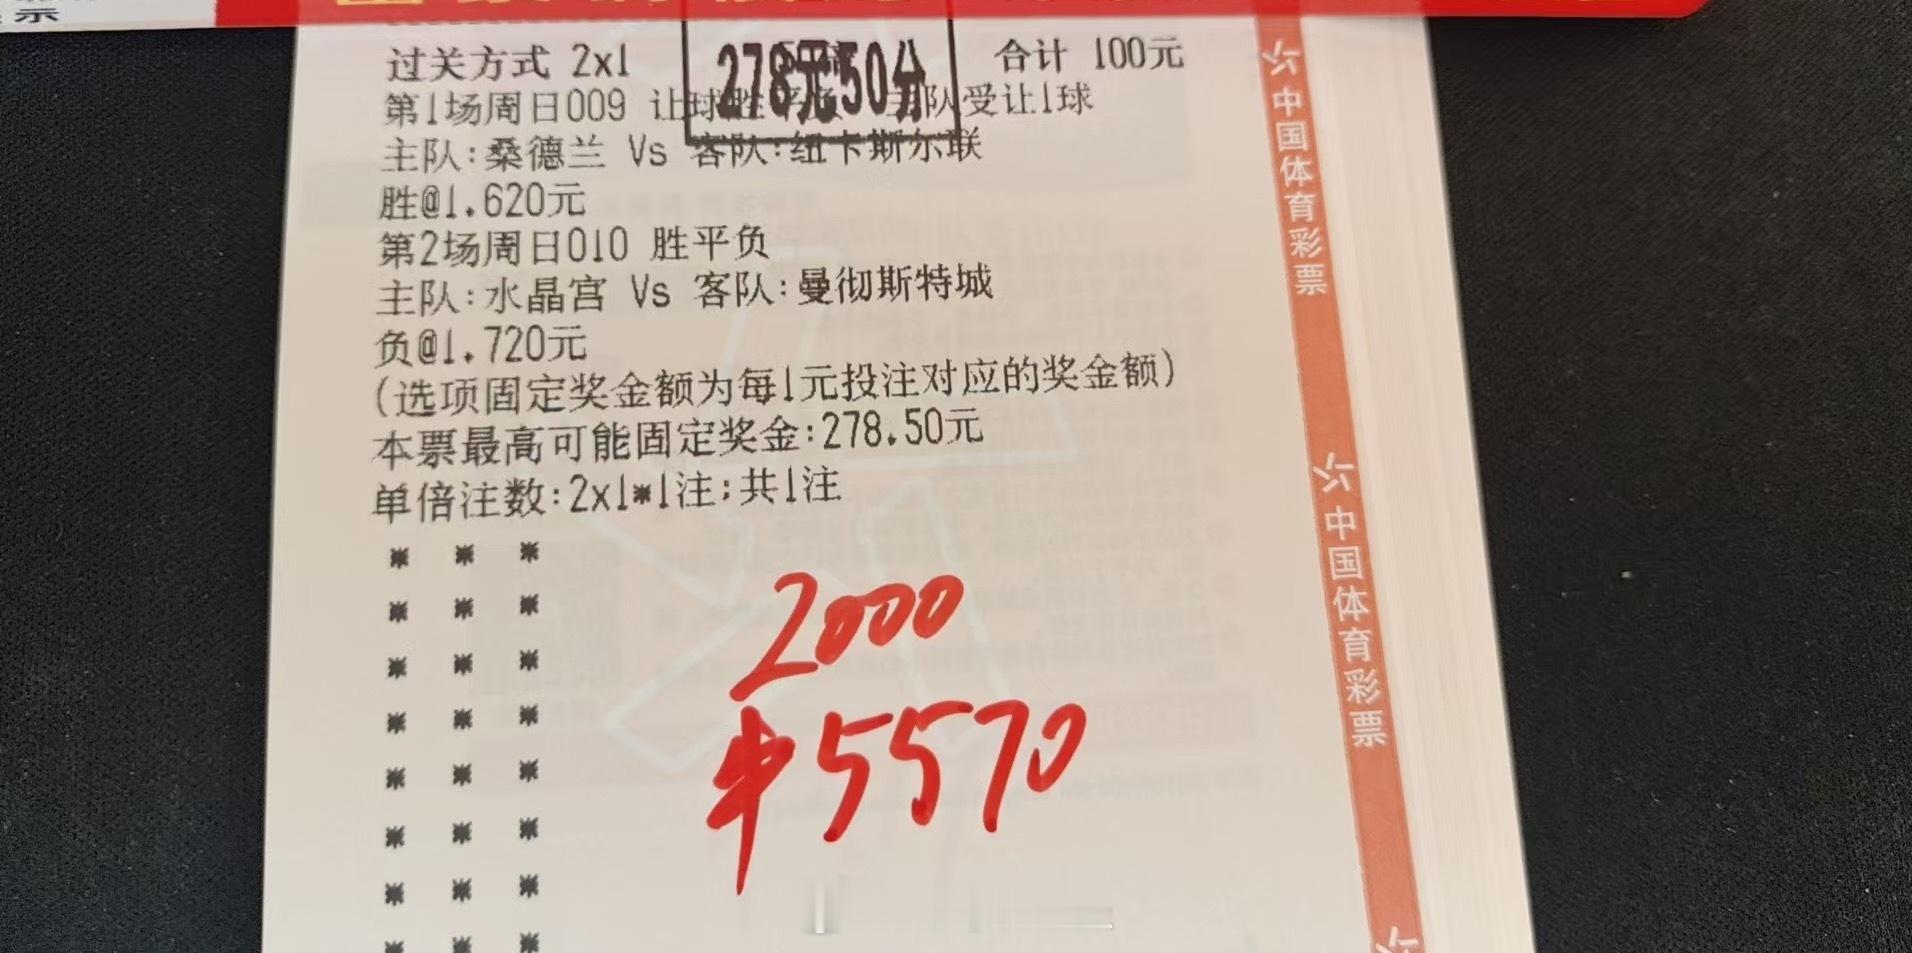 示
过关方式 2x1 278元50分 合计 100元
第1场周日009 让球胜平负 主队受让1球
主队:桑德兰 Vs 客队:纽卡斯尔联
胜@1.620元
第2场周日010 胜平负
主队:水晶宫 Vs 客队:曼彻斯特城
负@1.720元
(选项固定奖金额为每1元投注对应的奖金额)
本票最高可能固定奖金:278.50元
单倍注数:2x1*1注;共1注
* * *
* * *
* * *
* * *
* * *
* * *
* * *
* * *
2000
中5570
中国体育彩票
中国体育彩票